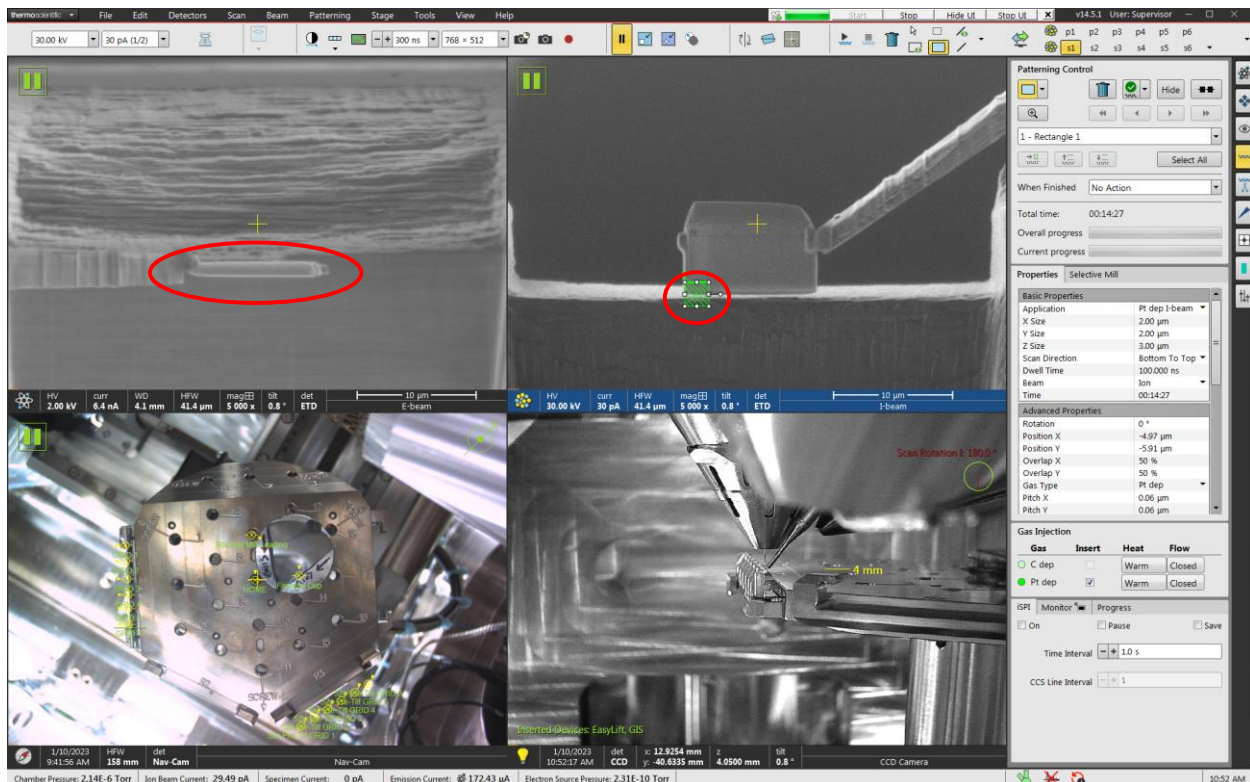 thermo scientific File Edit Detectors Scan Beam Patterning Stage Tools View Help Start Stop Hide UI Stop UI X v14.5.1 User: Supervisor
30.00 kV 30 pA (1/2) 300 ns 768 × 512 p1 p2 p3 p4 p5 p6
s1 s2 s3 s4 s5 s6
HV curr WD HFW mag tilt det 10 µm
2.00 kV 6.4 nA 4.1 mm 41.4 µm 5 000 x 0.8 ° ETD E-beam
HV curr HFW mag tilt det 10 µm
30.00 kV 30 pA 41.4 µm 5 000 x 0.8 ° ETD I-beam
HOME
SCREW
1/10/2023 HFW det
9:41:56 AM 158 mm Nav-Cam Nav-Cam
Scan Rotation I: 180.0 °
4 mm
Inserted Devices: EasyLift, GIS
1/10/2023 det x: 12.9254 mm z tilt
10:52:17 AM CCD y: -40.6335 mm 4.0500 mm 0.8 ° CCD Camera
Patterning Control
Hide
1 - Rectangle 1
Select All
When Finished No Action
Total time: 00:14:27
Overall progress
Current progress
Properties Selective Mill
Basic Properties
Application Pt dep I-beam
X Size 2.00 µm
Y Size 2.00 µm
Z Size 3.00 µm
Scan Direction Bottom To Top
Dwell Time 100.000 ns
Beam Ion
Time 00:14:27
Advanced Properties
Rotation 0 °
Position X -4.97 µm
Position Y -5.91 µm
Overlap X 50 %
Overlap Y 50 %
Gas Type Pt dep
Pitch X 0.06 µm
Pitch Y 0.06 µm
Gas Injection
Gas Insert Heat Flow
C dep Warm Closed
Pt dep Warm Closed
iSPI Monitor Progress
On Pause Save
Time Interval 1.0 s
CCS Line Interval 1
Chamber Pressure: 2.14E-6 Torr Ion Beam Current: 29.49 pA Specimen Current: 0 pA Emission Current: 172.43 µA Electron Source Pressure: 2.31E-10 Torr 10:52 AM